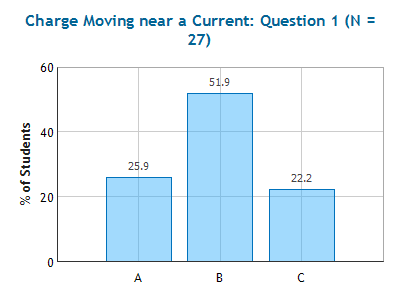 Charge Moving near a Current: Question 1 (N =
27)
60
51.9
40
25.9
22.2
20
0
% of Students
A B C